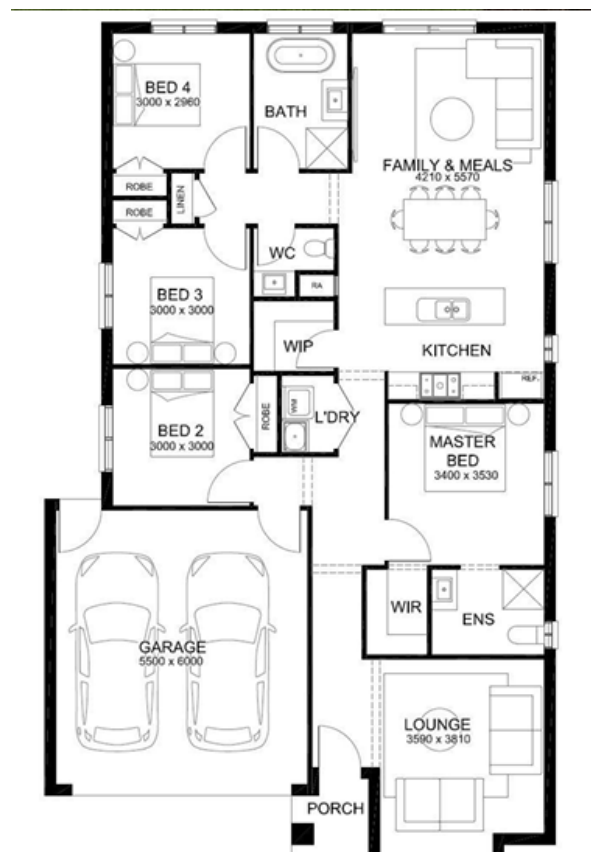 BED 4
3000 x 2960
BATH
FAMILY & MEALS
4210 x 5570
ROBE
ROBE
LINEN
WC
RA
BED 3
3000 x 3000
WIP
KITCHEN
REF.
BED 2
3000 x 3000
ROBE
WM
L'DRY
MASTER
BED
3400 x 3530
WIR
ENS
GARAGE
5500 x 6000
LOUNGE
3590 x 3810
PORCH